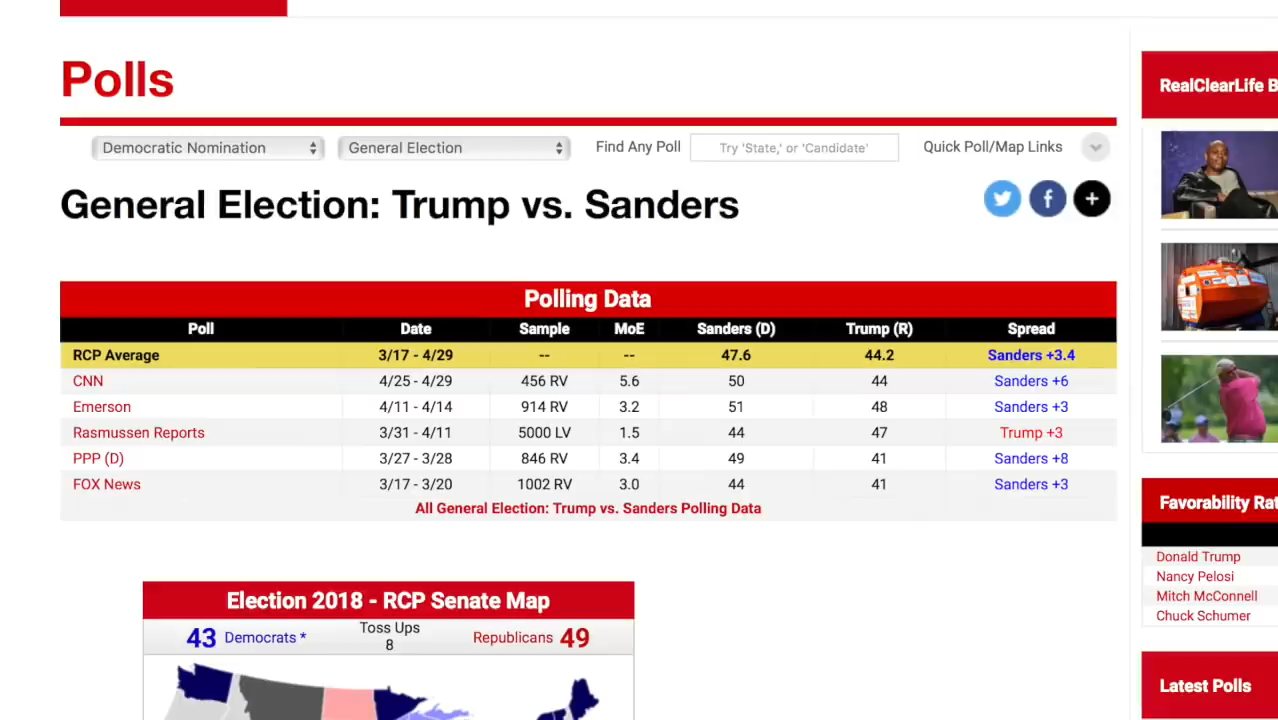 Polls
Democratic Nomination General Election Find Any Poll Try 'State,' or 'Candidate' Quick Poll/Map Links
General Election: Trump vs. Sanders
Polling Data
Poll Date Sample MoE Sanders (D) Trump (R) Spread
RCP Average 3/17 - 4/29 -- -- 47.6 44.2 Sanders +3.4
CNN 4/25 - 4/29 456 RV 5.6 50 44 Sanders +6
Emerson 4/11 - 4/14 914 RV 3.2 51 48 Sanders +3
Rasmussen Reports 3/31 - 4/11 5000 LV 1.5 44 47 Trump +3
PPP (D) 3/27 - 3/28 846 RV 3.4 49 41 Sanders +8
FOX News 3/17 - 3/20 1002 RV 3.0 44 41 Sanders +3
All General Election: Trump vs. Sanders Polling Data
Election 2018 - RCP Senate Map
43 Democrats * Toss Ups 8 Republicans 49
RealClearLife B
Favorability Rat
Donald Trump
Nancy Pelosi
Mitch McConnell
Chuck Schumer
Latest Polls